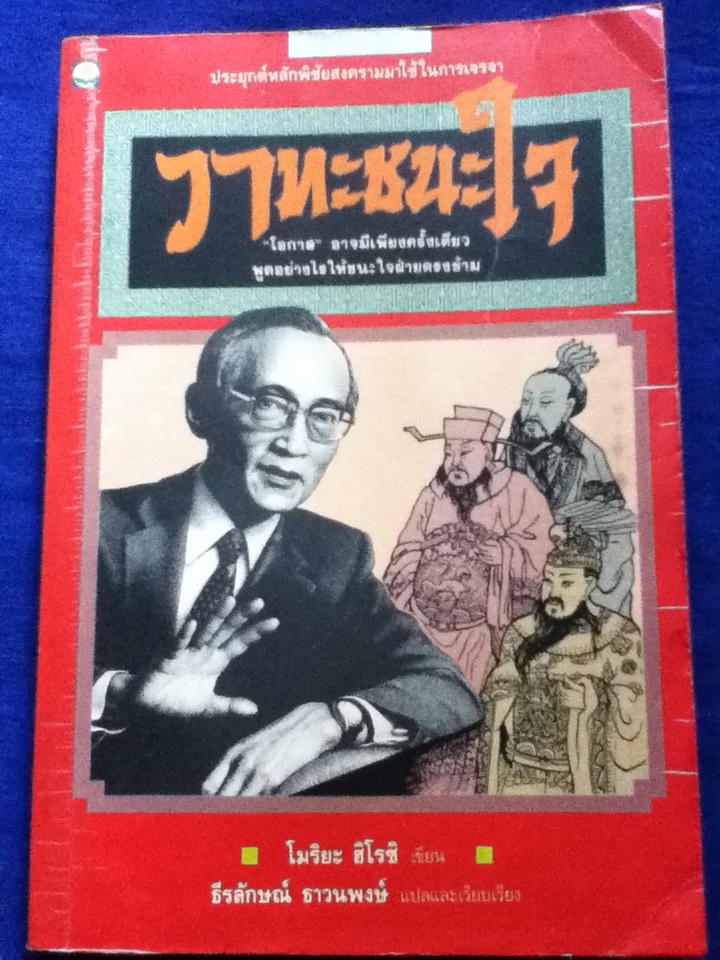 ประยุกต์หลักพิชัยสงครามมาใช้ในการเจรจา
วาทะชนะใจ
"โอกาส" อาจมีเพียงครั้งเดียว
พูดอย่างไรให้ชนะใจฝ่ายตรงข้าม
โมริยะ ฮิโรชิ เขียน
ธีรลักษณ์ ธาวนพงษ์ แปลและเรียบเรียง